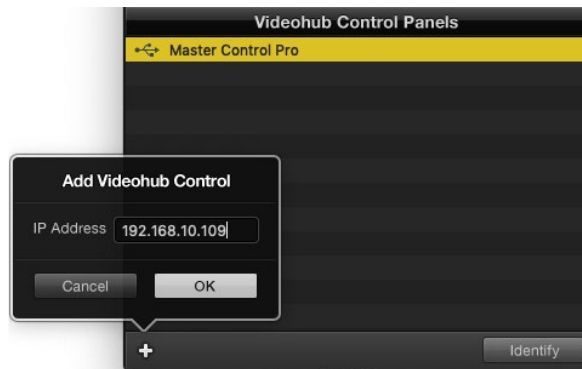 Videohub Control Panels
Master Control Pro
Add Videohub Control
IP Address 192.168.10.109
Cancel OK
Identify